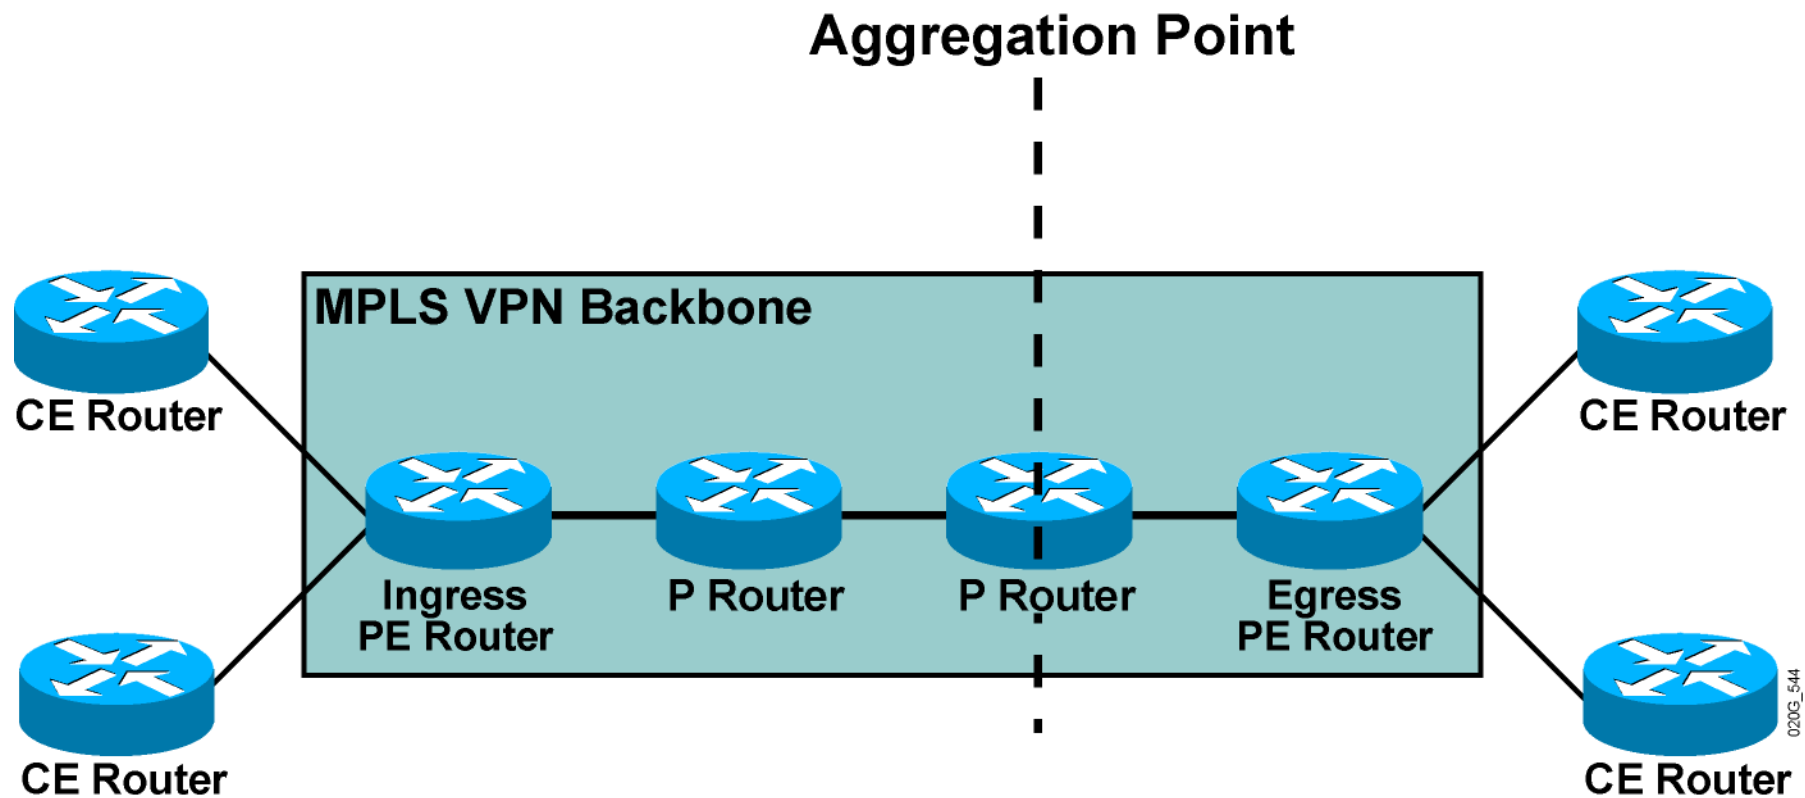 Aggregation Point
MPLS VPN Backbone
CE Router
CE Router
Ingress
PE Router
P Router
P Router
Egress
PE Router
CE Router
CE Router
020G_544